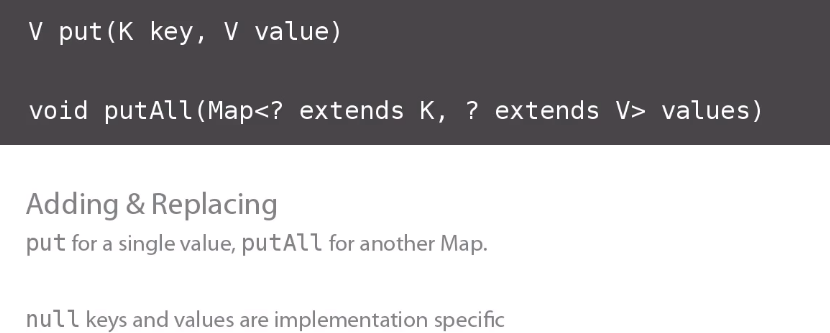 V put(K key, V value)
void putAll(Map<? extends K, ? extends V> values)
Adding & Replacing
put for a single value, putAll for another Map.
null keys and values are implementation specific